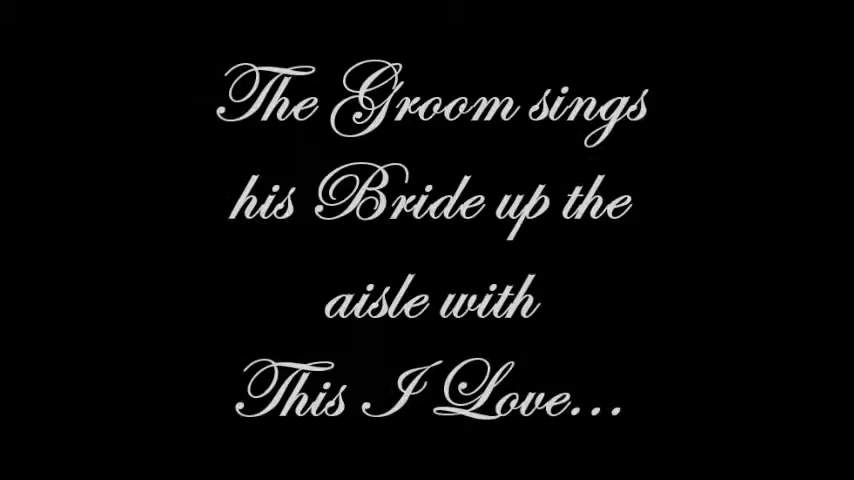 The Groom sings
his Bride up the
aisle with
This I Love...